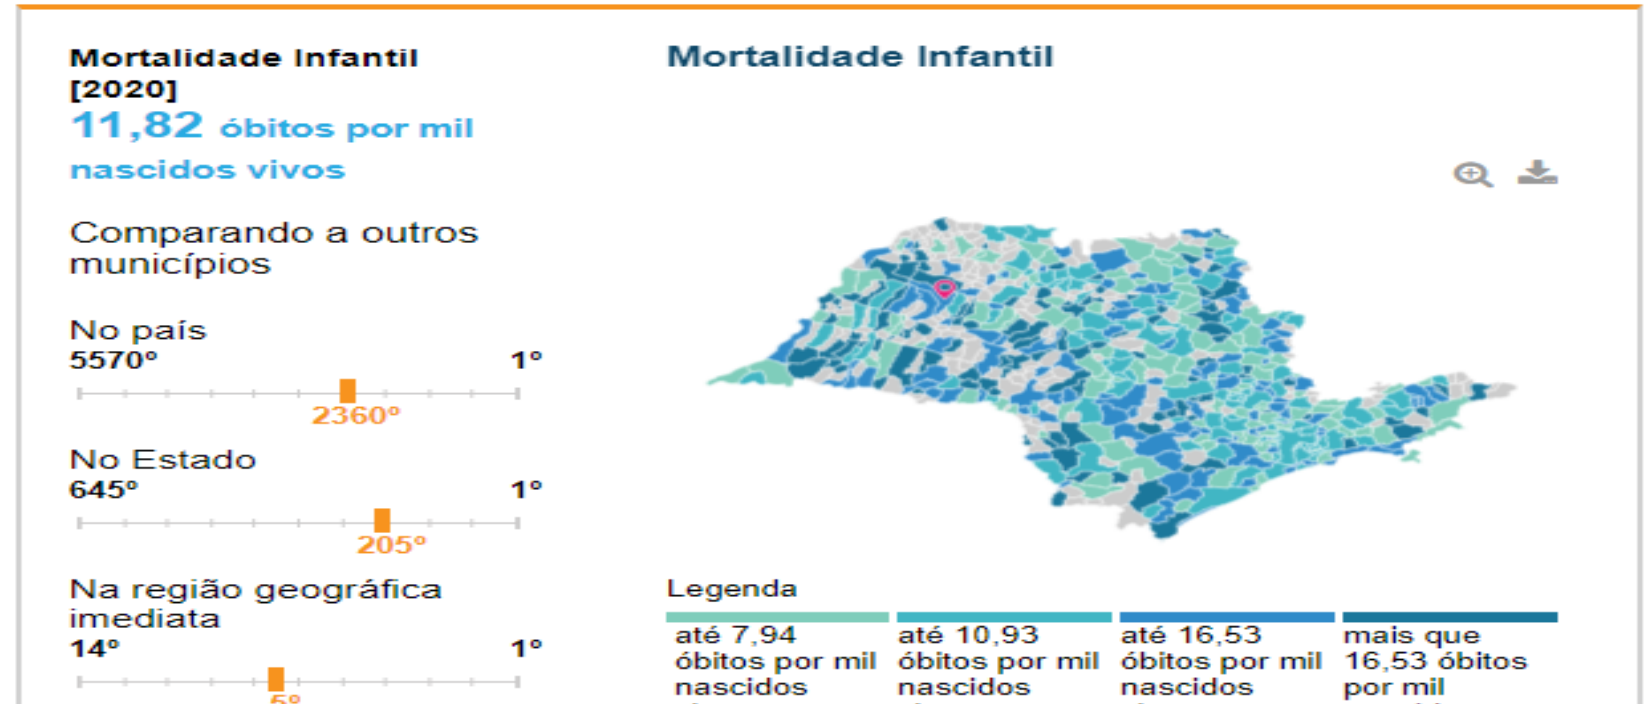 Mortalidade Infantil
[2020]
11,82 óbitos por mil
nascidos vivos
Comparando a outros
municípios
No país
5570º 1º
2360º
No Estado
645º 1º
205º
Na região geográfica
imediata
14º 1º
5º
Mortalidade Infantil
Legenda
até 7,94
óbitos por mil
nascidos
até 10,93
óbitos por mil
nascidos
até 16,53
óbitos por mil
nascidos
mais que
16,53 óbitos
por mil